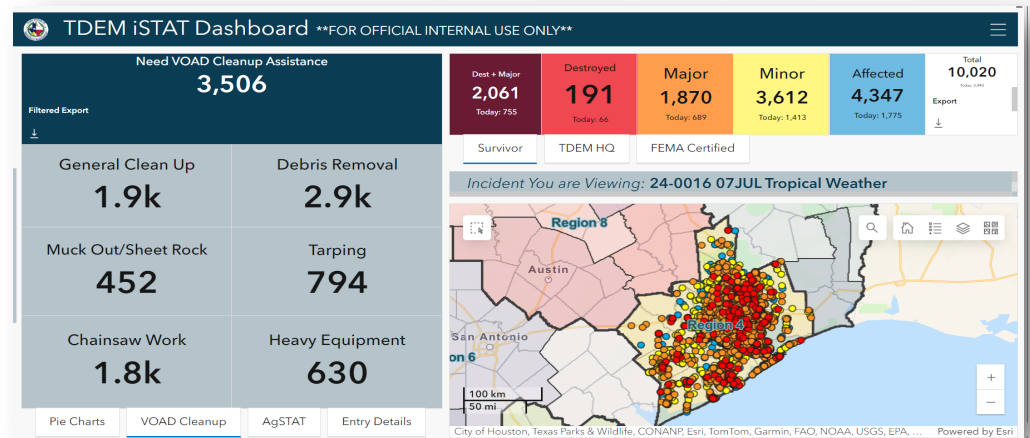 TDEM iSTAT Dashboard **FOR OFFICIAL INTERNAL USE ONLY**
Need VOAD Cleanup Assistance
3,506
Filtered Export
General Clean Up
1.9k
Debris Removal
2.9k
Muck Out/Sheet Rock
452
Tarping
794
Chainsaw Work
1.8k
Heavy Equipment
630
Pie Charts
VOAD Cleanup
AgSTAT
Entry Details
Dest + Major
2,061
Today: 755
Destroyed
191
Today: 66
Major
1,870
Today: 689
Minor
3,612
Today: 1,413
Affected
4,347
Today: 1,775
Total
10,020
Export
Survivor
TDEM HQ
FEMA Certified
Incident You are Viewing: 24-0016 07JUL Tropical Weather
Region 8
Austin
Region 4
San Antonio
on 6
100 km
50 mi
City of Houston, Texas Parks & Wildlife, CONANP, Esri, TomTom, Garmin, FAO, NOAA, USGS, EPA, ...
Powered by Esri